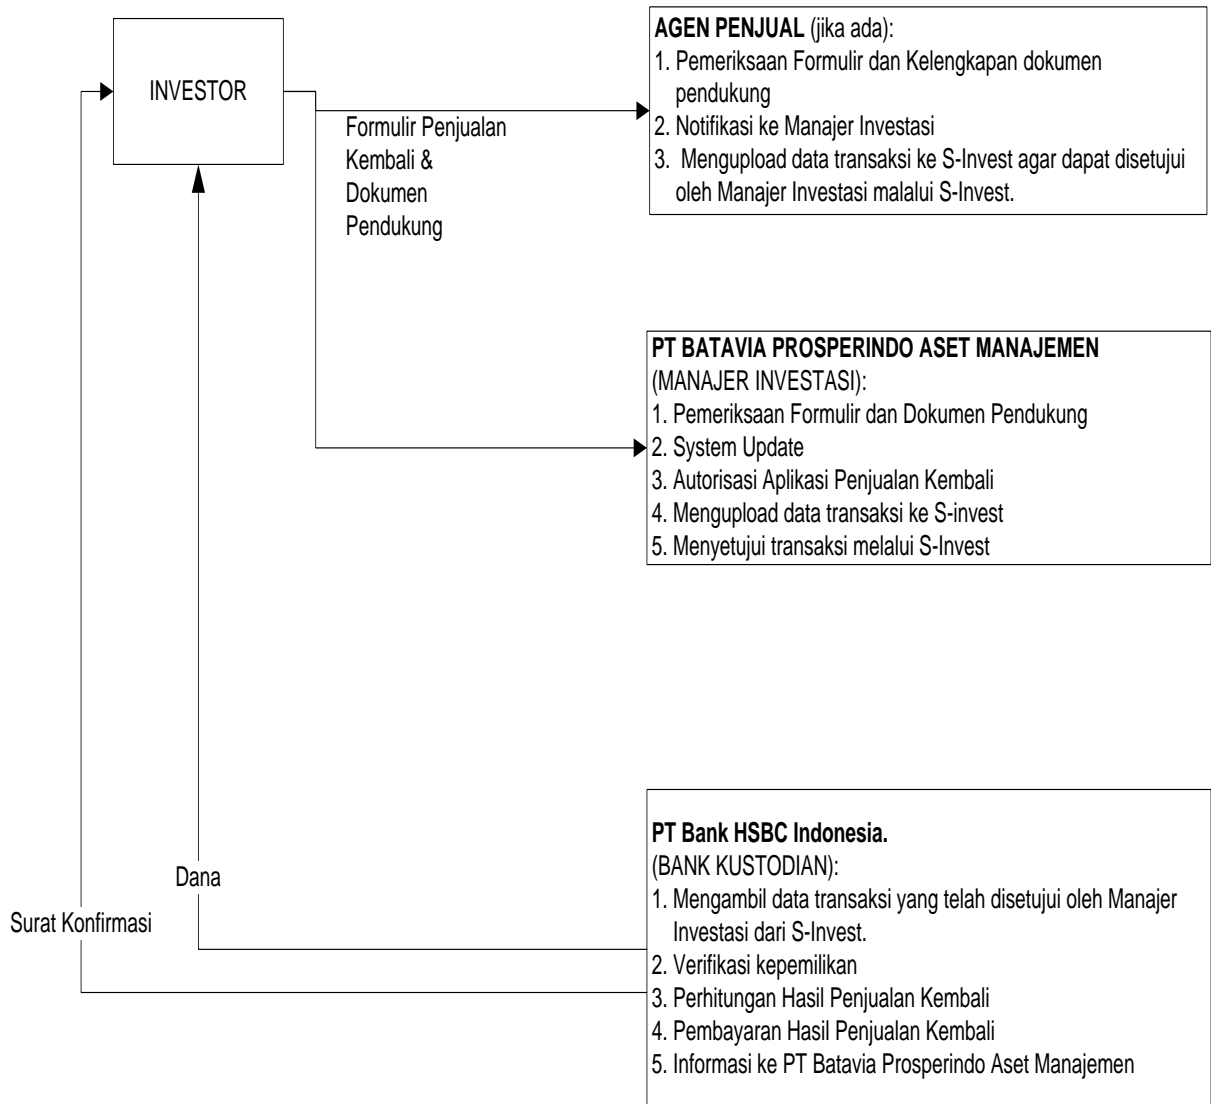 INVESTOR
Formulir Penjualan
Kembali &
Dokumen
Pendukung
AGEN PENJUAL (jika ada):
1. Pemeriksaan Formulir dan Kelengkapan dokumen
pendukung
2. Notifikasi ke Manajer Investasi
3. Mengupload data transaksi ke S-Invest agar dapat disetujui
oleh Manajer Investasi malalui S-Invest.
PT BATAVIA PROSPERINDO ASET MANAJEMEN
(MANAJER INVESTASI):
1. Pemeriksaan Formulir dan Dokumen Pendukung
2. System Update
3. Autorisasi Aplikasi Penjualan Kembali
4. Mengupload data transaksi ke S-invest
5. Menyetujui transaksi melalui S-Invest
Dana
Surat Konfirmasi
PT Bank HSBC Indonesia.
(BANK KUSTODIAN):
1. Mengambil data transaksi yang telah disetujui oleh Manajer
Investasi dari S-Invest.
2. Verifikasi kepemilikan
3. Perhitungan Hasil Penjualan Kembali
4. Pembayaran Hasil Penjualan Kembali
5. Informasi ke PT Batavia Prosperindo Aset Manajemen